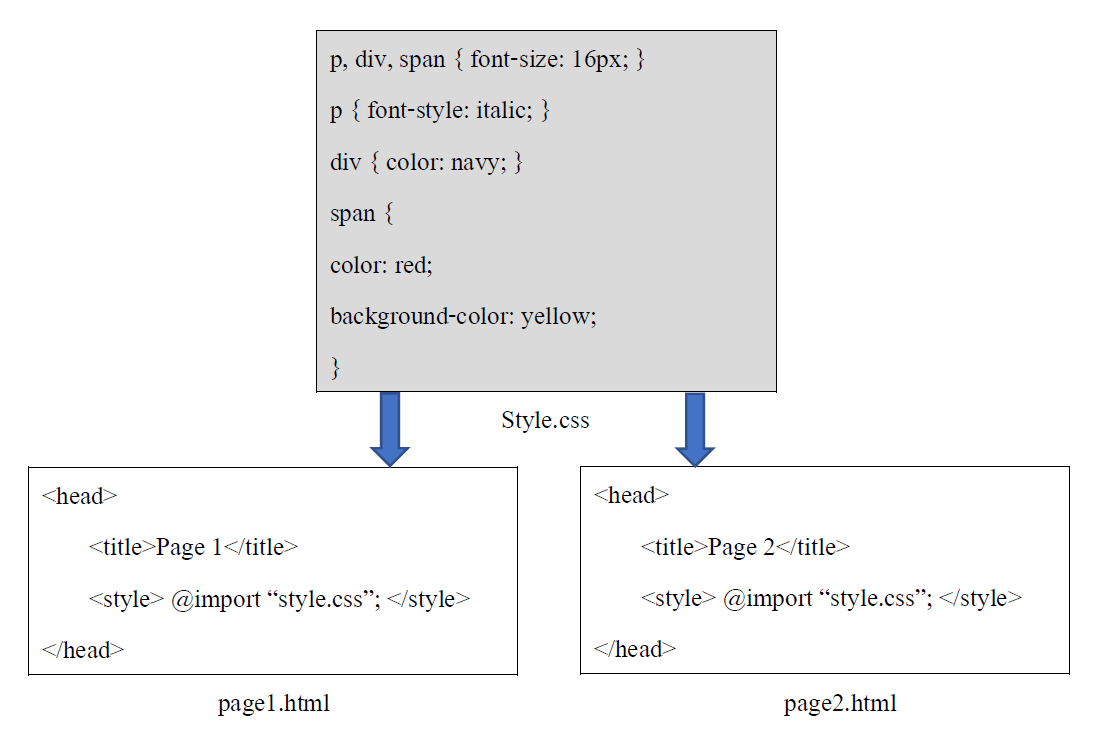 p, div, span { font-size: 16px; }
p { font-style: italic; }
div { color: navy; }
span {
color: red;
background-color: yellow;
}
Style.css
<head>
<title>Page 1</title>
<style> @import “style.css”; </style>
</head>
page1.html
<head>
<title>Page 2</title>
<style> @import “style.css”; </style>
</head>
page2.html